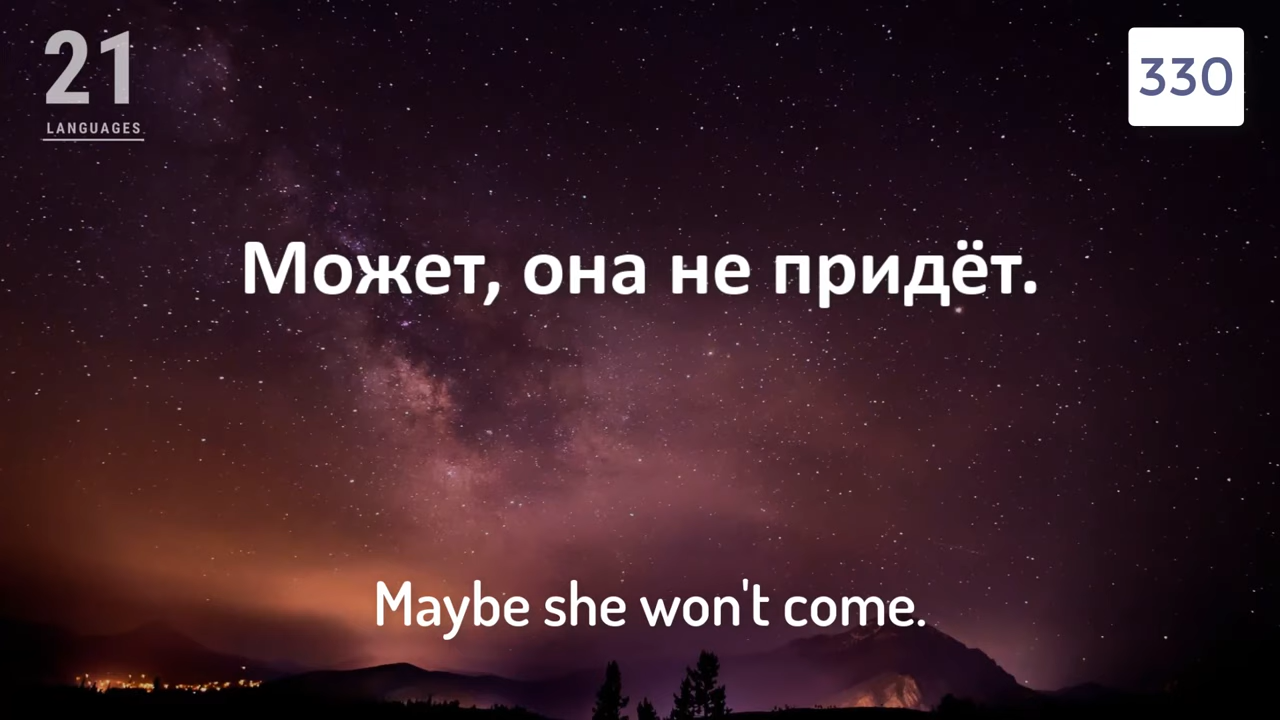 21
LANGUAGES
330
Может, она не придёт.
Maybe she won't come.